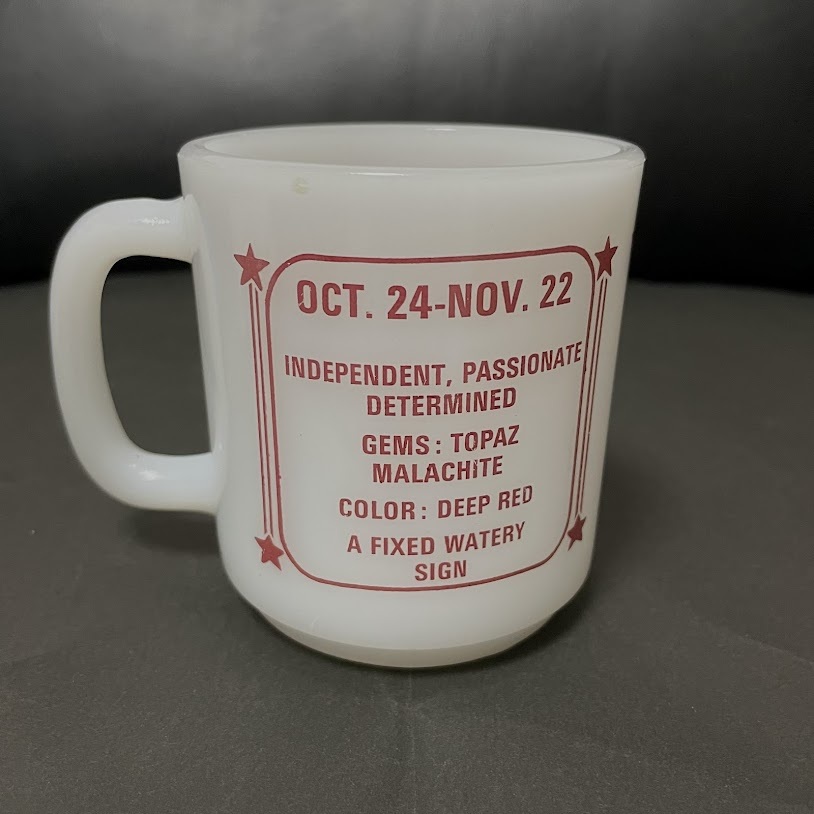 OCT. 24-NOV. 22
INDEPENDENT, PASSIONATE
DETERMINED
GEMS: TOPAZ
MALACHITE
COLOR: DEEP RED
A FIXED WATERY
SIGN